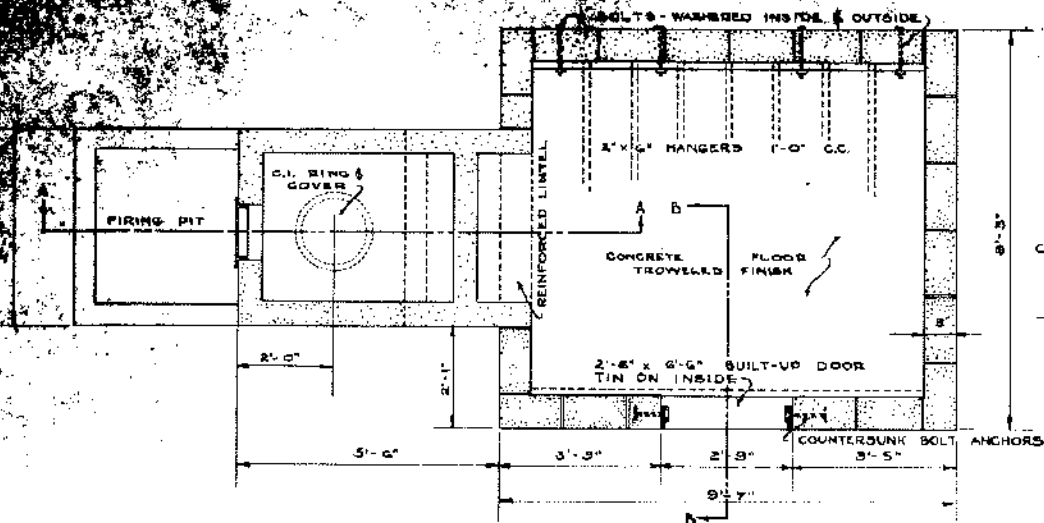 BOLTS - WASHERED INSIDE & OUTSIDE
2" x 6" HANGERS 1'-0" C.C.
C.I. RING &
COVER
A
A
B
FIRING PIT
REINFORCED LINTEL
CONCRETE FLOOR
TROWELED FINISH
8'-3"
8"
2'-0"
2'-1"
2'-8" x 6'-6" BUILT-UP DOOR
TIN ON INSIDE
COUNTERSUNK BOLT ANCHORS
5'-6"
3'-5"
2'-9"
3'-5"
9'-7"
B